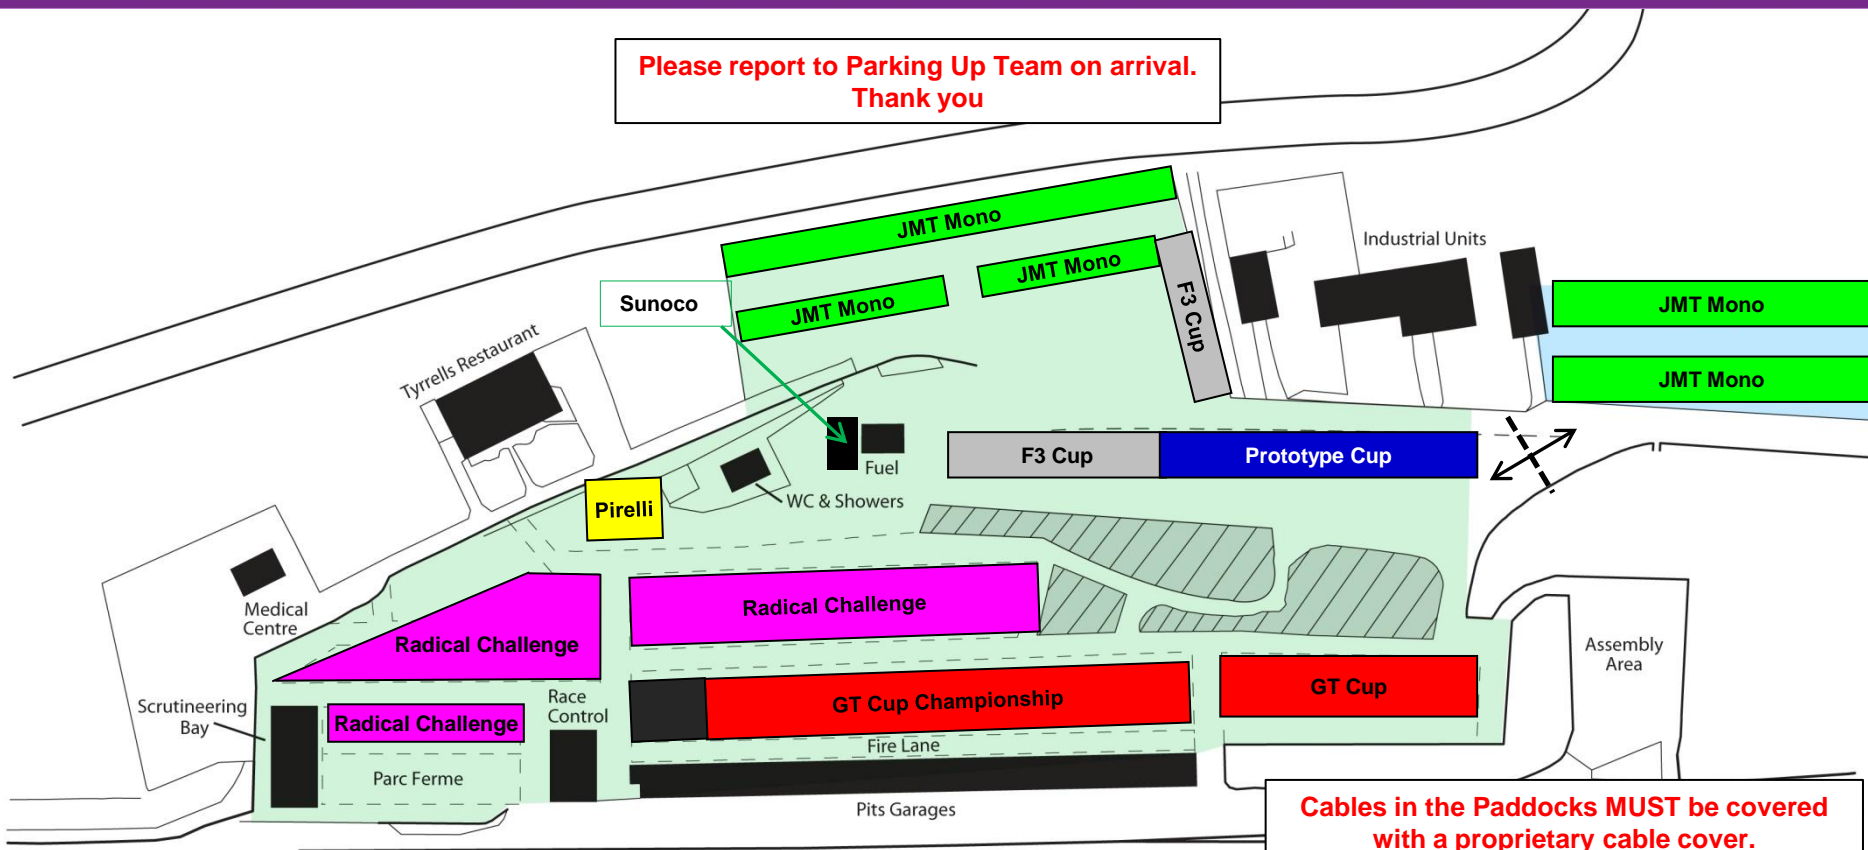 Please report to Parking Up Team on arrival.
Thank you
JMT Mono
JMT Mono
JMT Mono
F3 Cup
Industrial Units
JMT Mono
JMT Mono
Sunoco
Tyrrells Restaurant
Fuel
F3 Cup
Prototype Cup
WC & Showers
Pirelli
Medical
Centre
Radical Challenge
Radical Challenge
Assembly
Area
Scrutineering
Bay
Radical Challenge
Race
Control
GT Cup Championship
GT Cup
Fire Lane
Parc Ferme
Pits Garages
Cables in the Paddocks MUST be covered
with a proprietary cable cover.